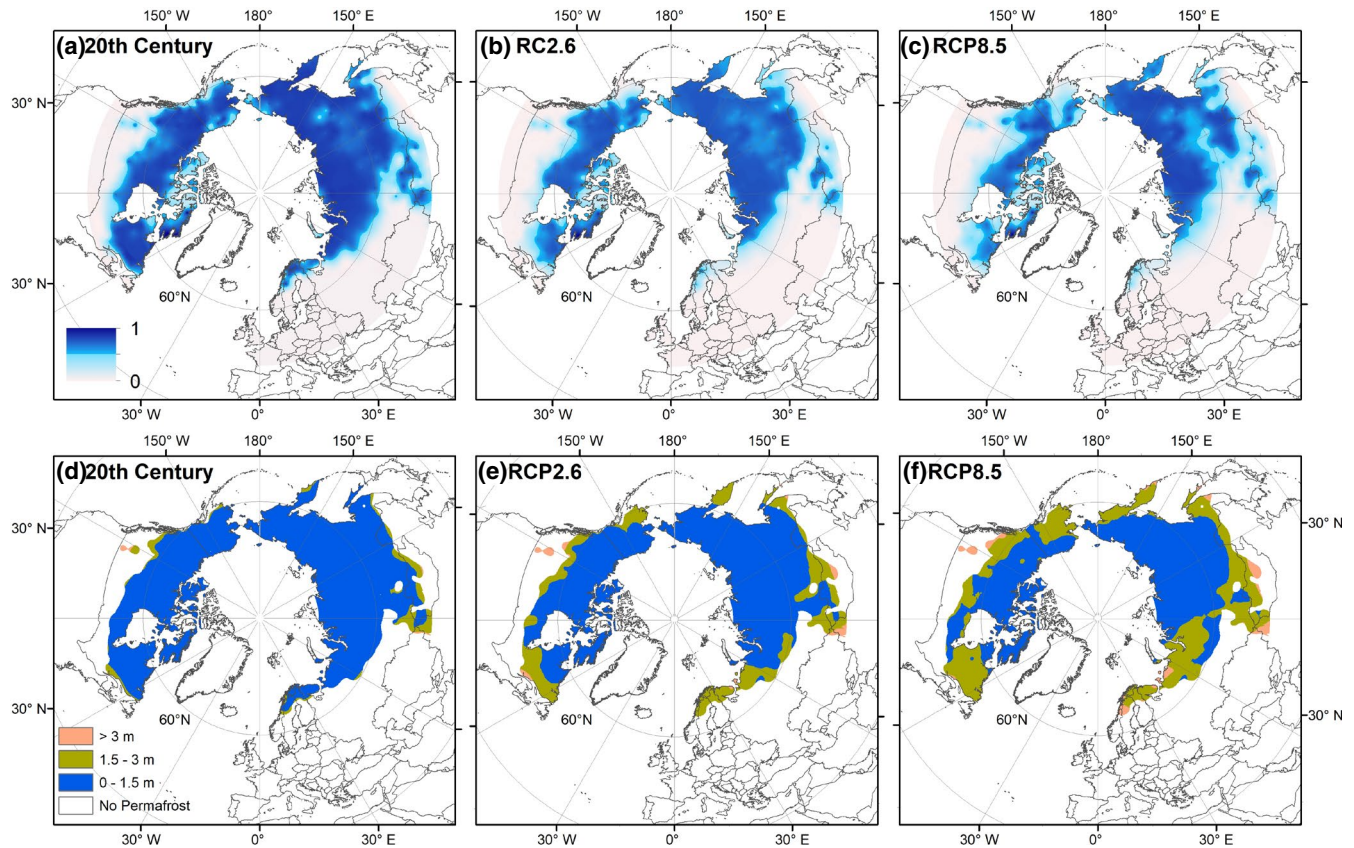 150° W 180° 150° E 150° W 180° 150° E 150° W 180° 150° E
(a) 20th Century (b) RC2.6 (c) RCP8.5
30° N
30° N
60°N 60°N 60°N
1
0
30° W 0° 30° E 30° W 0° 30° E 30° W 0° 30° E
150° W 180° 150° E 150° W 180° 150° E 150° W 180° 150° E
(d) 20th Century (e) RCP2.6 (f) RCP8.5
30° N 30° N
30° N 30° N
60°N 60°N 60°N
> 3 m
1.5 - 3 m
0 - 1.5 m
No Permafrost
30° W 0° 30° E 30° W 0° 30° E 30° W 0° 30° E